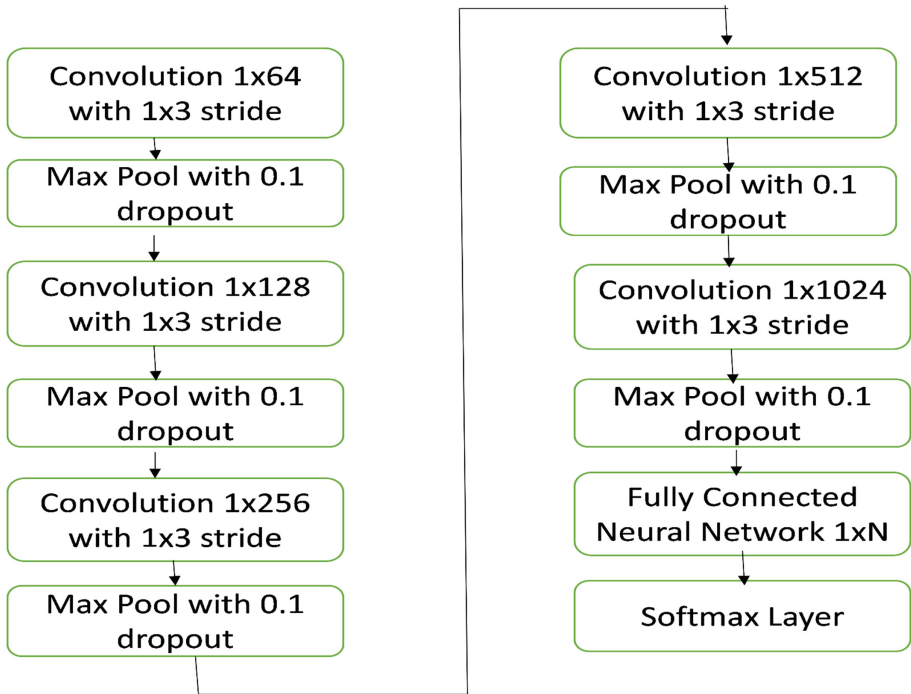 Convolution 1x64
with 1x3 stride
Max Pool with 0.1
dropout
Convolution 1x128
with 1x3 stride
Max Pool with 0.1
dropout
Convolution 1x256
with 1x3 stride
Max Pool with 0.1
dropout
Convolution 1x512
with 1x3 stride
Max Pool with 0.1
dropout
Convolution 1x1024
with 1x3 stride
Max Pool with 0.1
dropout
Fully Connected
Neural Network 1xN
Softmax Layer